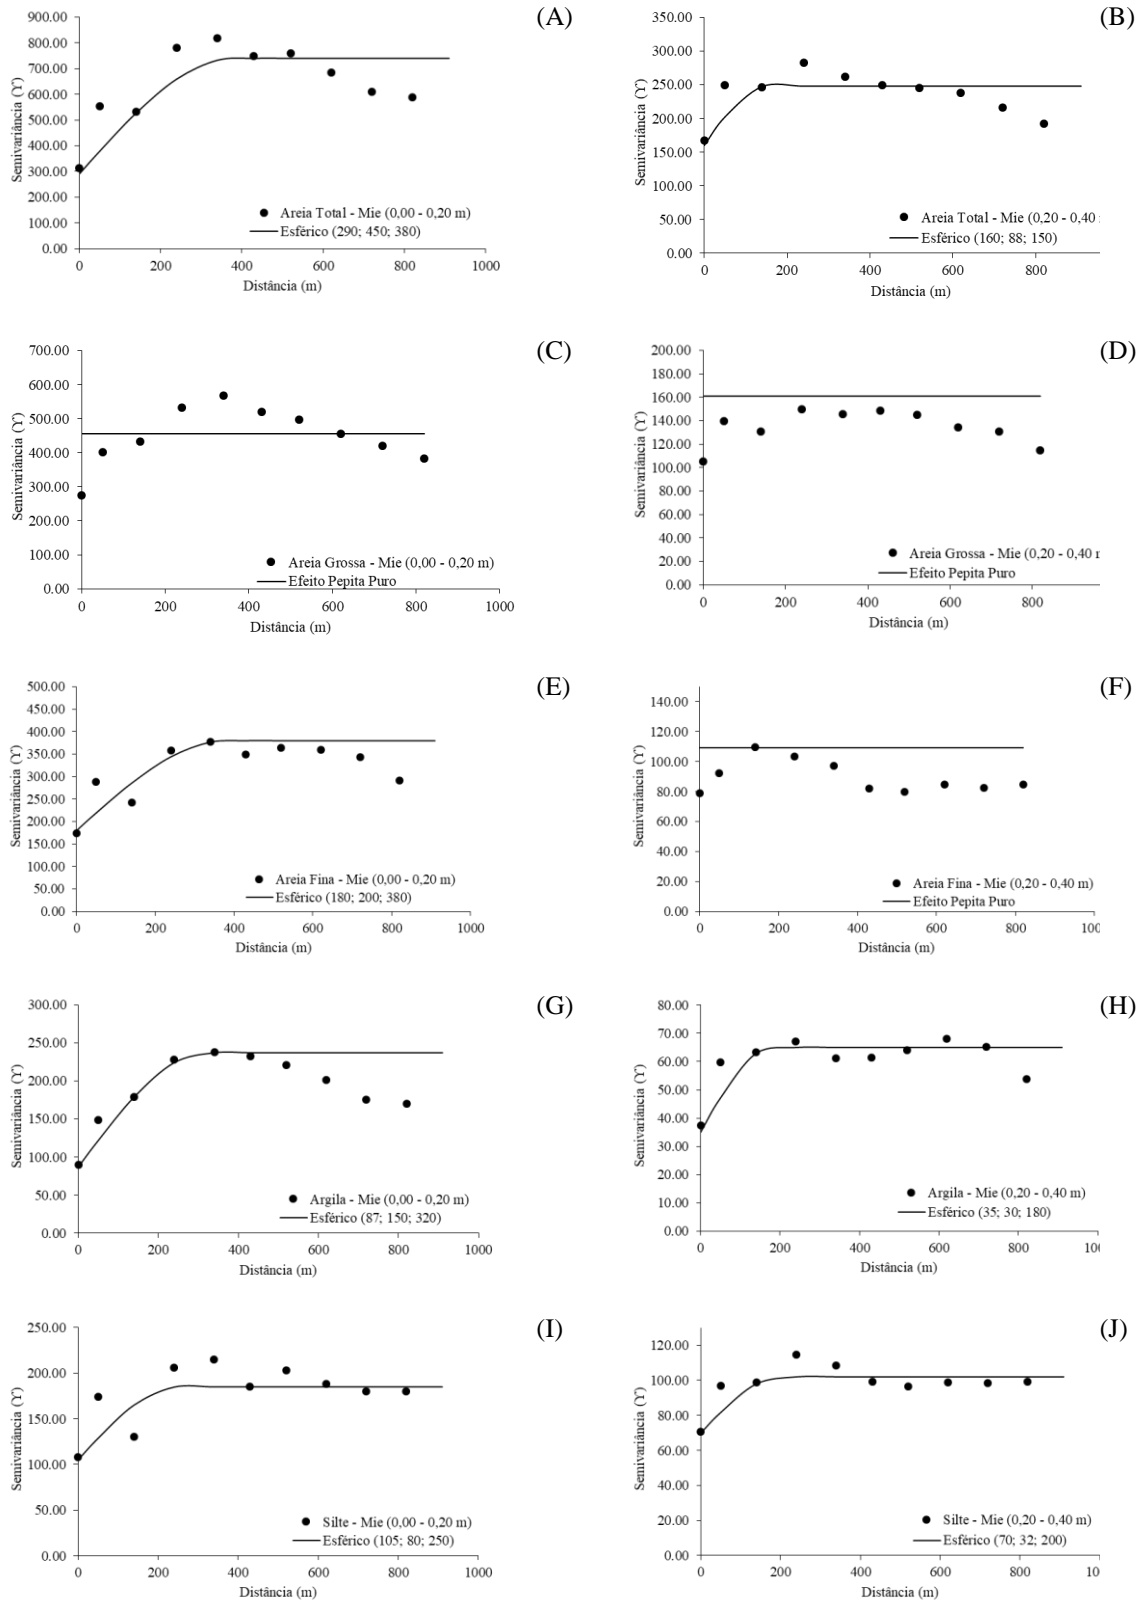 (A)
900.00
800.00
700.00
600.00
500.00
400.00
300.00
200.00
100.00
0.00
Semivariância (ϒ)
Areia Total - Mie (0,00 - 0,20 m)
Esférico (290; 450; 380)
0 200 400 600 800 1000
Distância (m)
(B)
350.00
300.00
250.00
200.00
150.00
100.00
50.00
0.00
Semivariância (ϒ)
Areia Total - Mie (0,20 - 0,40
Esférico (160; 88; 150)
0 200 400 600 800
Distância (m)
(C)
700.00
600.00
500.00
400.00
300.00
200.00
100.00
0.00
Semivariância (ϒ)
Areia Grossa - Mie (0,00 - 0,20 m)
Efeito Pepita Puro
0 200 400 600 800 1000
Distância (m)
(D)
200.00
180.00
160.00
140.00
120.00
100.00
80.00
60.00
40.00
20.00
0.00
Semivariância (ϒ)
Areia Grossa - Mie (0,20 - 0,40
Efeito Pepita Puro
0 200 400 600 800
Distância (m)
(E)
500.00
450.00
400.00
350.00
300.00
250.00
200.00
150.00
100.00
50.00
0.00
Semivariância (ϒ)
Areia Fina - Mie (0,00 - 0,20 m)
Esférico (180; 200; 380)
0 200 400 600 800 1000
Distância (m)
(F)
140.00
120.00
100.00
80.00
60.00
40.00
20.00
0.00
Semivariância (ϒ)
Areia Fina - Mie (0,20 - 0,40 m)
Efeito Pepita Puro
0 200 400 600 800
Distância (m)
(G)
300.00
250.00
200.00
150.00
100.00
50.00
0.00
Semivariância (ϒ)
Argila - Mie (0,00 - 0,20 m)
Esférico (87; 150; 320)
0 200 400 600 800 1000
Distância (m)
(H)
80.00
70.00
60.00
50.00
40.00
30.00
20.00
10.00
0.00
Semivariância (ϒ)
Argila - Mie (0,20 - 0,40 m)
Esférico (35; 30; 180)
0 200 400 600 800
Distância (m)
(I)
250.00
200.00
150.00
100.00
50.00
0.00
Semivariância (ϒ)
Silte - Mie (0,00 - 0,20 m)
Esférico (105; 80; 250)
0 200 400 600 800 1000
Distância (m)
(J)
120.00
100.00
80.00
60.00
40.00
20.00
0.00
Semivariância (ϒ)
Silte - Mie (0,20 - 0,40 m)
Esférico (70; 32; 200)
0 200 400 600 800
Distância (m)